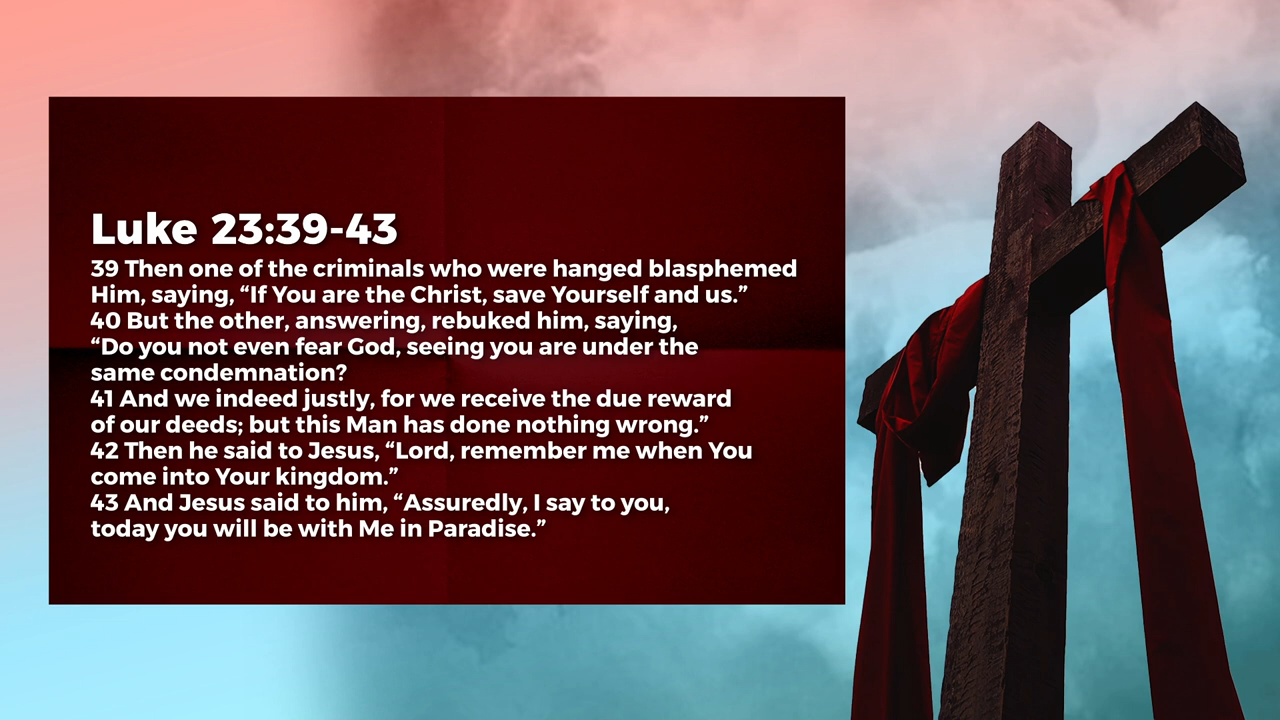 Luke 23:39-43
39 Then one of the criminals who were hanged blasphemed
Him, saying, “If You are the Christ, save Yourself and us.”
40 But the other, answering, rebuked him, saying,
“Do you not even fear God, seeing you are under the
same condemnation?
41 And we indeed justly, for we receive the due reward
of our deeds; but this Man has done nothing wrong.”
42 Then he said to Jesus, “Lord, remember me when You
come into Your kingdom.”
43 And Jesus said to him, “Assuredly, I say to you,
today you will be with Me in Paradise.”